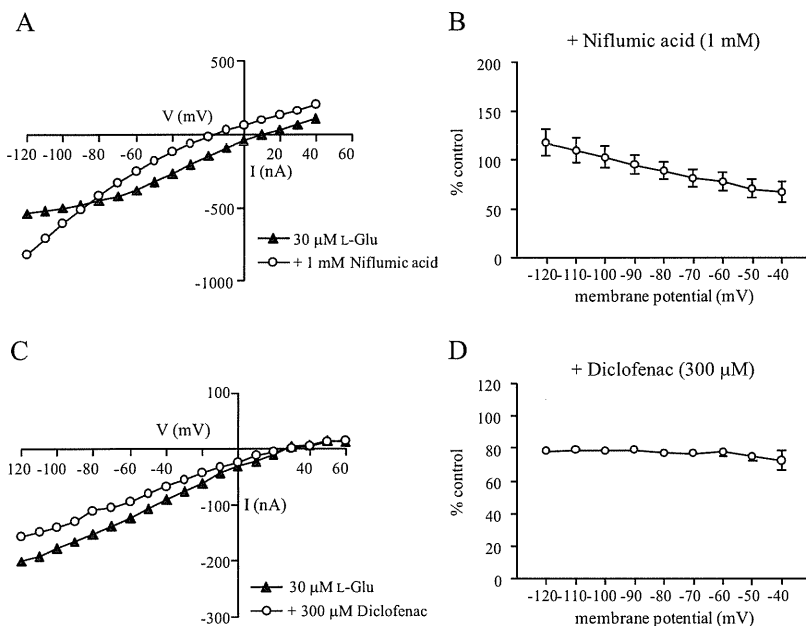 A
500
V (mV)
-120 -100 -80 -60 -40 20 40 60
I (nA)
-500
-1000
30 µM L-Glu
+ 1 mM Niflumic acid
B
+ Niflumic acid (1 mM)
200
150
100
50
0
% control
-120 -110 -100 -90 -80 -70 -60 -50 -40
membrane potential (mV)
C
100
V (mV)
120 -100 -80 -60 -40 20 40 60
-100
I (nA)
-200
-300
30 µM L-Glu
+ 300 µM Diclofenac
D
+ Diclofenac (300 µM)
120
100
80
60
40
20
0
% control
-120 -110 -100 -90 -80 -70 -60 -50 -40
membrane potential (mV)